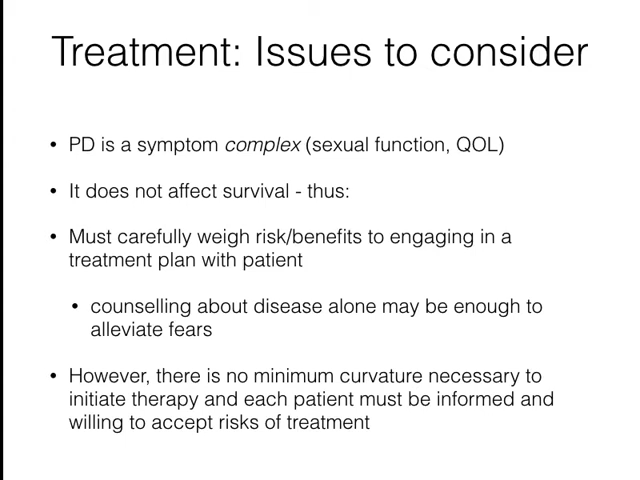 Treatment: Issues to consider
• PD is a symptom complex (sexual function, QOL)
• It does not affect survival - thus:
• Must carefully weigh risk/benefits to engaging in a
treatment plan with patient
• counselling about disease alone may be enough to
alleviate fears
• However, there is no minimum curvature necessary to
initiate therapy and each patient must be informed and
willing to accept risks of treatment